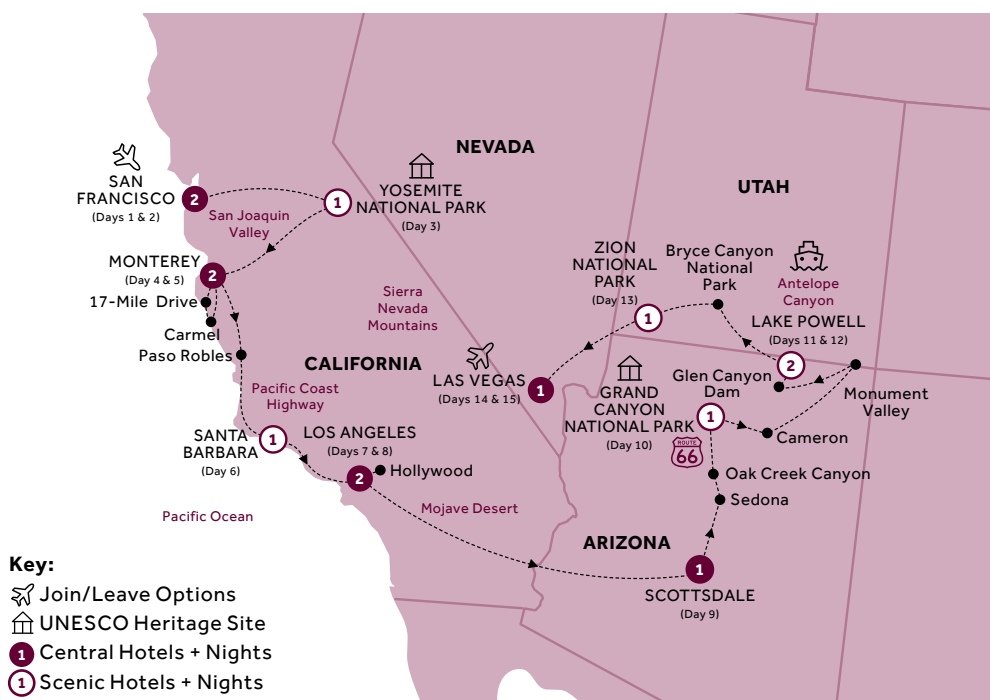 NEVADA
UTAH
CALIFORNIA
ARIZONA
SAN
FRANCISCO
(Days 1 & 2)
2
San Joaquin
Valley
1
YOSEMITE
NATIONAL PARK
(Day 3)
MONTEREY
(Day 4 & 5)
2
17-Mile Drive
Carmel
Paso Robles
Sierra
Nevada
Mountains
Pacific Coast
Highway
SANTA
BARBARA
(Day 6)
1
LOS ANGELES
(Days 7 & 8)
2
Hollywood
Pacific Ocean
Mojave Desert
SCOTTSDALE
(Day 9)
1
Sedona
Oak Creek Canyon
ROUTE
66
GRAND
CANYON
NATIONAL PARK
(Day 10)
1
Cameron
Monument
Valley
Glen Canyon
Dam
Antelope
Canyon
LAKE POWELL
(Days 11 & 12)
2
Bryce Canyon
National
Park
ZION
NATIONAL
PARK
(Day 13)
1
LAS VEGAS
(Days 14 & 15)
1
Key:
Join/Leave Options
UNESCO Heritage Site
1 Central Hotels + Nights
1 Scenic Hotels + Nights